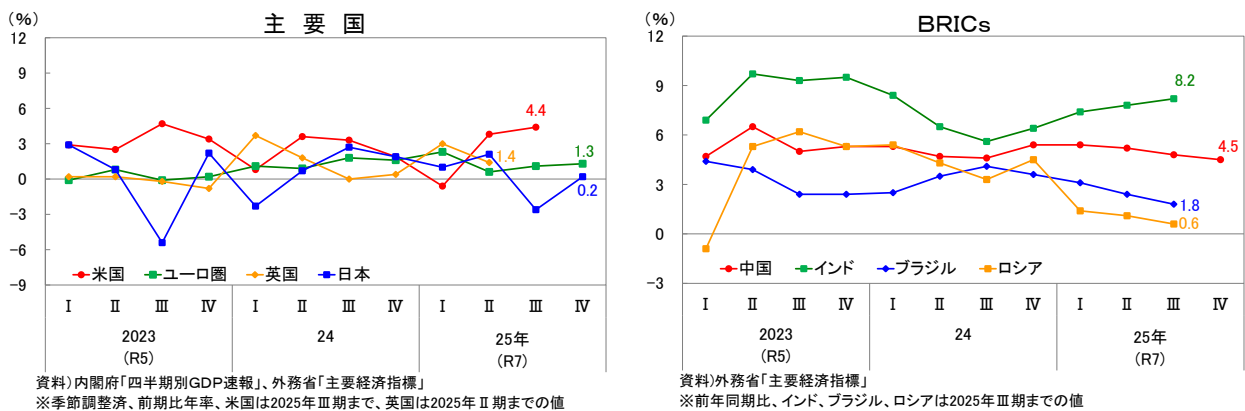 主 要 国
(%)
12
9
6
3
0
-3
-6
-9
4.4
1.4
1.3
0.2
米国 ユーロ圏 英国 日本
Ⅰ Ⅱ Ⅲ Ⅳ Ⅰ Ⅱ Ⅲ Ⅳ Ⅰ Ⅱ Ⅲ Ⅳ
2023 24 25年
(R5) (R7)
資料)内閣府「四半期別GDP速報」、外務省「主要経済指標」
※季節調整済、前期比年率、米国は2025年Ⅲ期まで、英国は2025年Ⅱ期までの値
BRICs
(%)
12
9
6
3
0
-3
8.2
4.5
1.8
0.6
中国 インド ブラジル ロシア
Ⅰ Ⅱ Ⅲ Ⅳ Ⅰ Ⅱ Ⅲ Ⅳ Ⅰ Ⅱ Ⅲ Ⅳ
2023 24 25年
(R5) (R7)
資料)外務省「主要経済指標」
※前年同期比、インド、ブラジル、ロシアは2025年Ⅲ期までの値